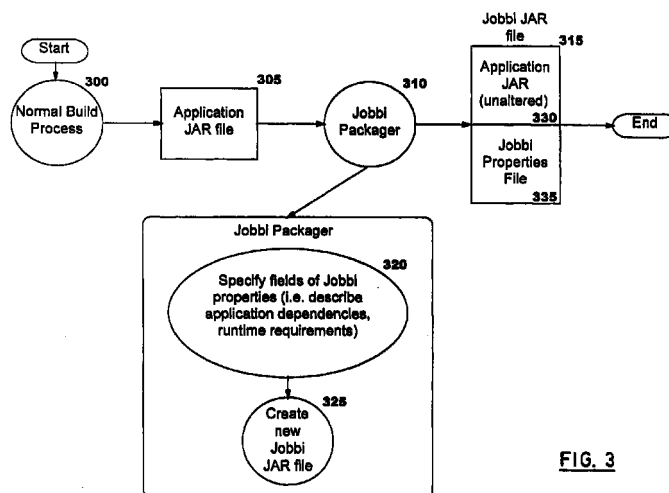 Start
300
Normal Build
Process
305
Application
JAR file
310
Jobbi
Packager
Jobbi JAR
file
315
Application
JAR
(unaltered)
330
Jobbi
Properties
File
335
End
Jobbi Packager
320
Specify fields of Jobbi
properties (i.e. describe
application dependencies,
runtime requirements)
325
Create
new
Jobbi
JAR file
FIG. 3